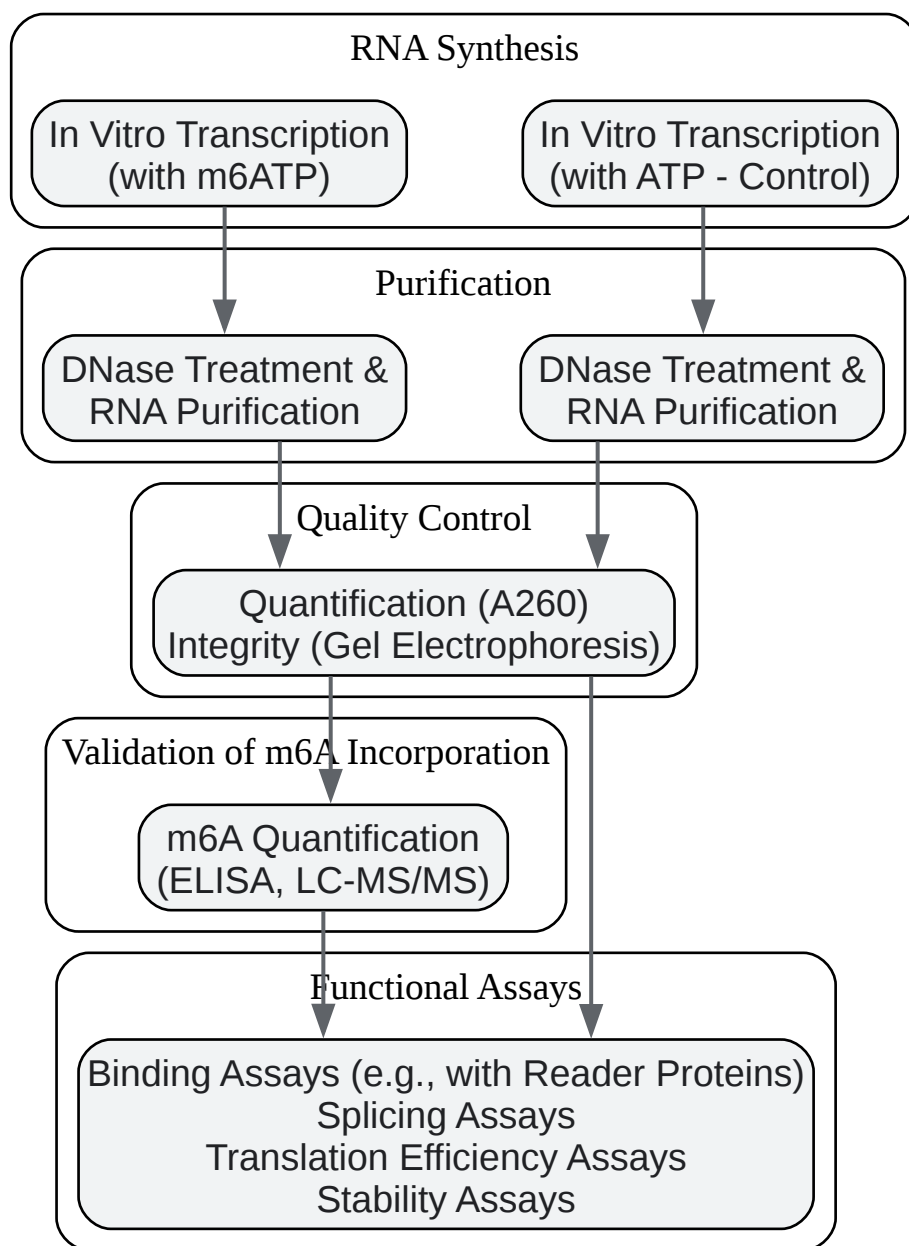 RNA Synthesis
In Vitro Transcription
(with m6ATP)
In Vitro Transcription
(with ATP - Control)
Purification
DNase Treatment &
RNA Purification
DNase Treatment &
RNA Purification
Quality Control
Quantification (A260)
Integrity (Gel Electrophoresis)
Validation of m6A Incorporation
m6A Quantification
(ELISA, LC-MS/MS)
Functional Assays
Binding Assays (e.g., with Reader Proteins)
Splicing Assays
Translation Efficiency Assays
Stability Assays